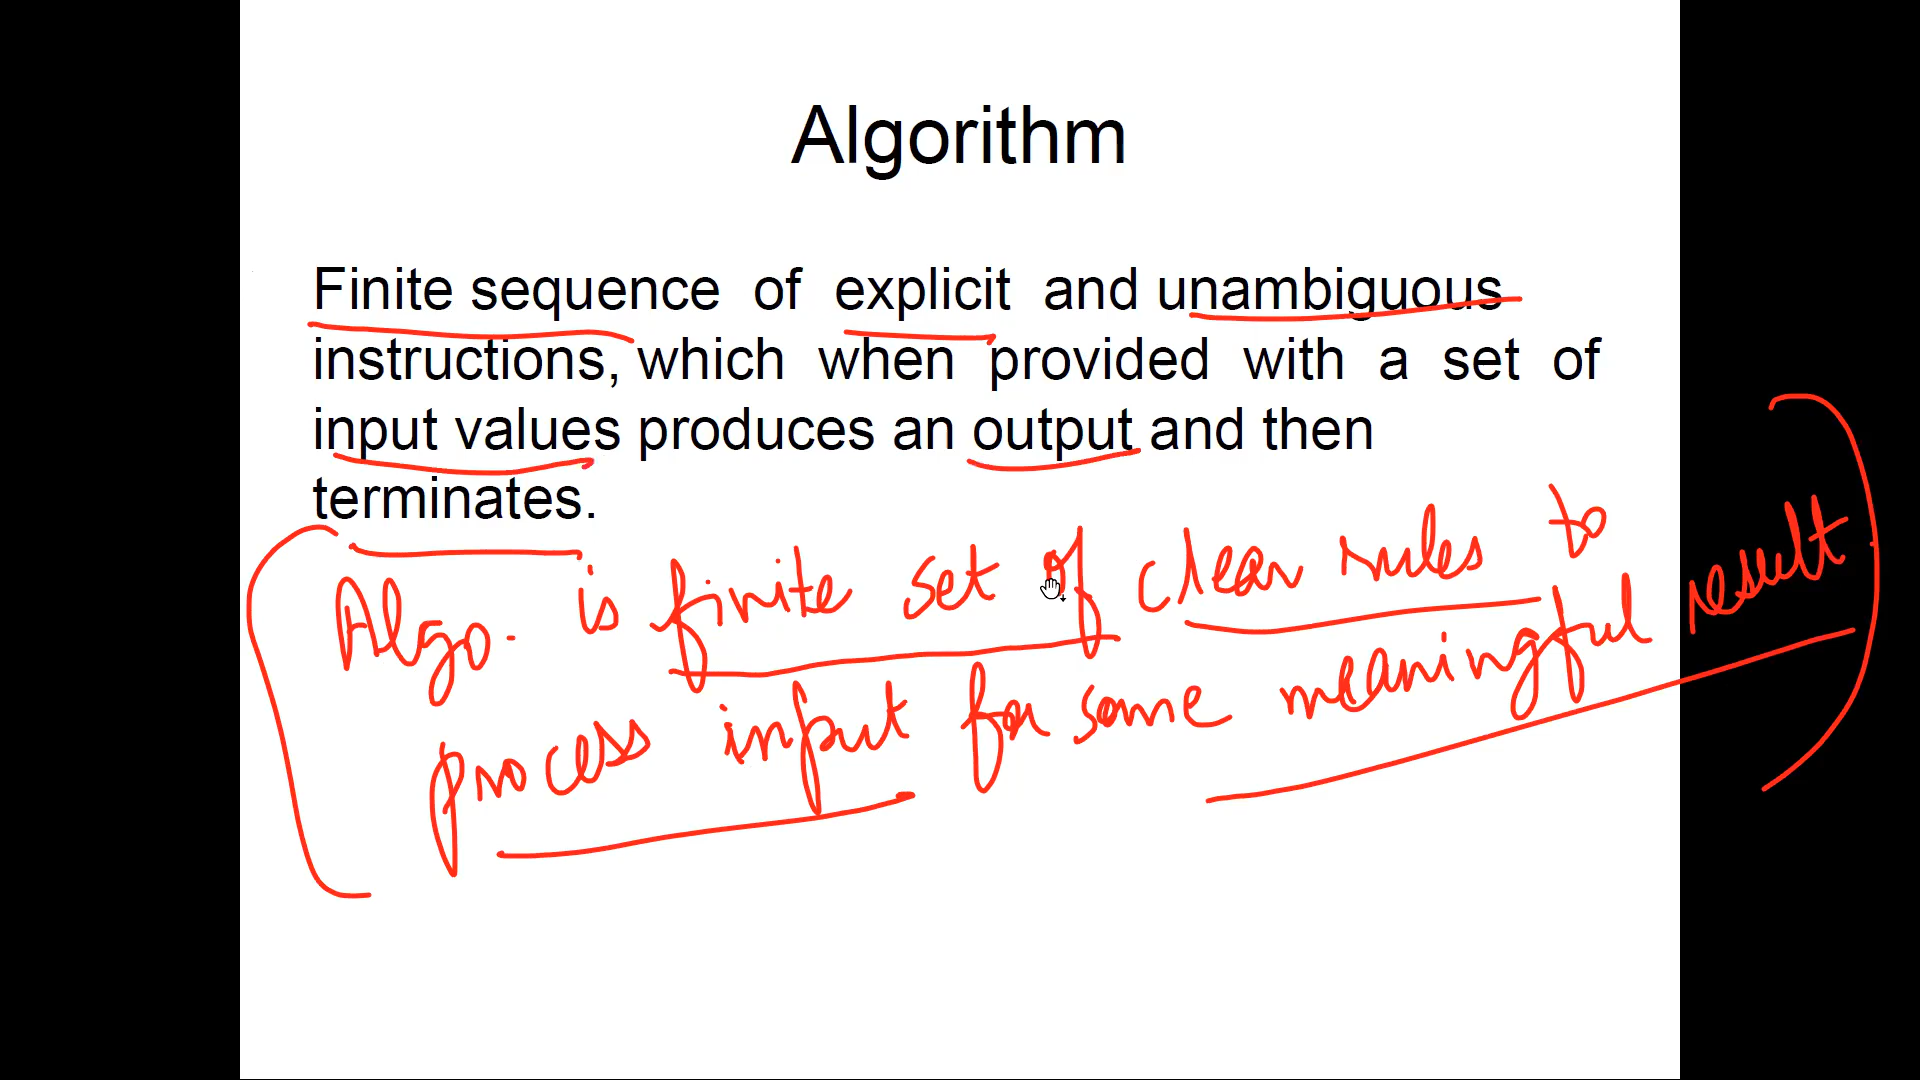 Algorithm
Finite sequence of explicit and unambiguous
instructions, which when provided with a set of
input values produces an output and then
terminates.
Algo. is finite set of clear rules to
process input for some meaningful result